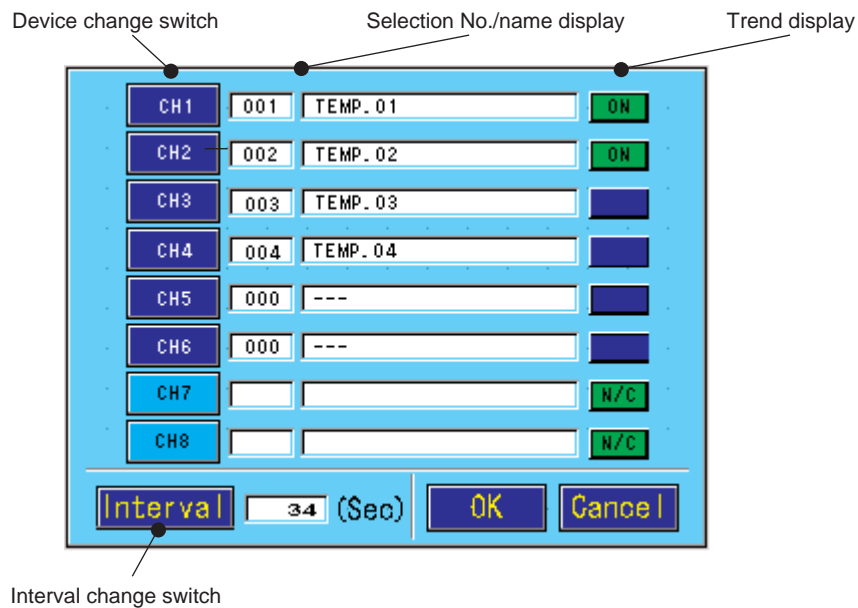 Device change switch Selection No./name display Trend display
CH1 001 TEMP.01 ON
CH2 002 TEMP.02 ON
CH3 003 TEMP.03
CH4 004 TEMP.04
CH5 000 ---
CH6 000 ---
CH7 N/C
CH8 N/C
Interval 34 (Sec) OK Cancel
Interval change switch